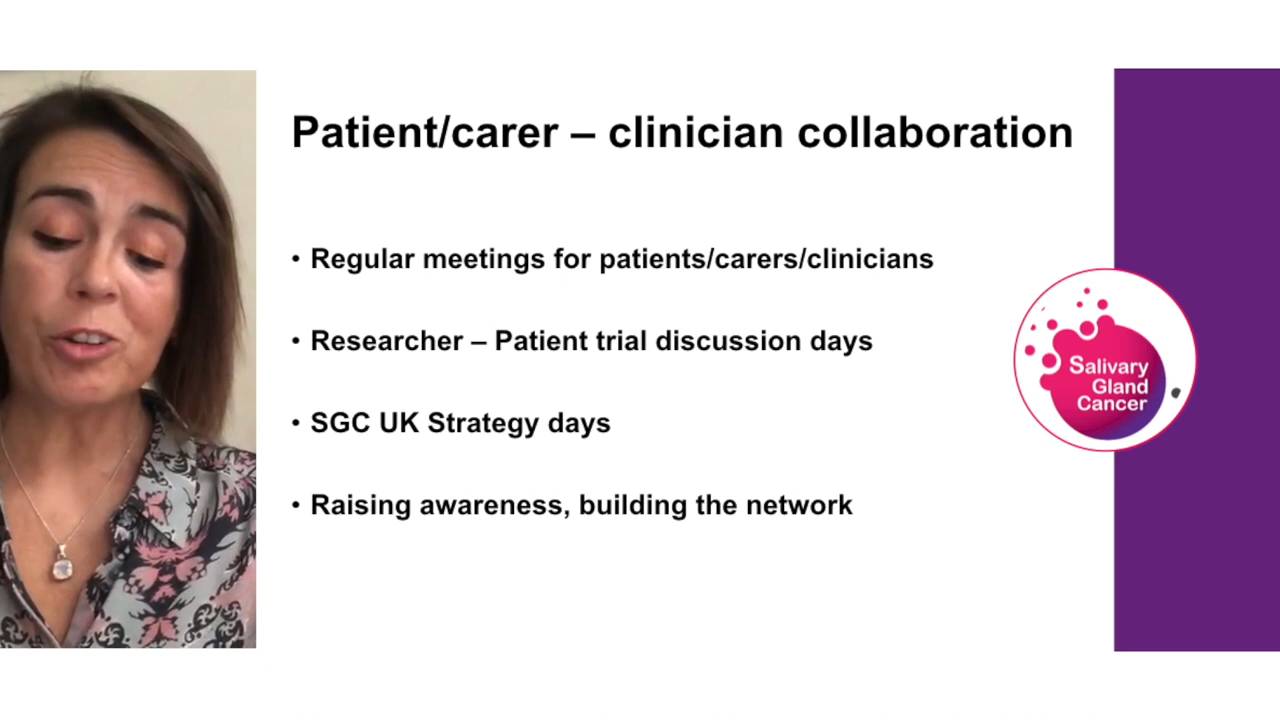 Patient/carer – clinician collaboration
• Regular meetings for patients/carers/clinicians
• Researcher – Patient trial discussion days
• SGC UK Strategy days
• Raising awareness, building the network
Salivary
Gland
Cancer